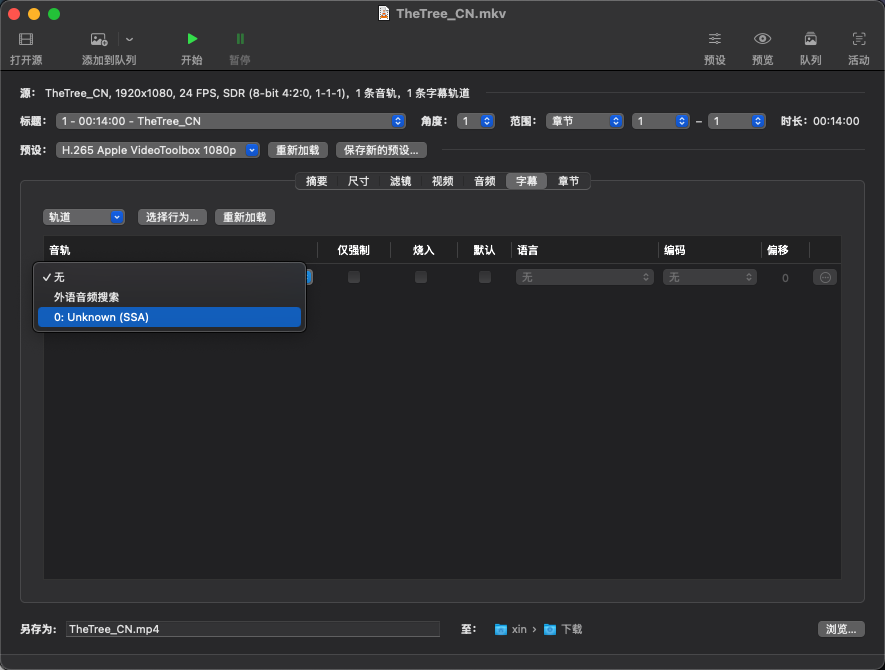 TheTree_CN.mkv
打开源 添加到队列 开始 暂停 预设 预览 队列 活动
源： TheTree_CN, 1920x1080, 24 FPS, SDR (8-bit 4:2:0, 1-1-1)，1 条音轨，1 条字幕轨道
标题： 1 - 00:14:00 - TheTree_CN 角度： 1 范围： 章节 1 – 1 时长： 00:14:00
预设： H.265 Apple VideoToolbox 1080p 重新加载 保存新的预设...
摘要 尺寸 滤镜 视频 音频 字幕 章节
轨道 选择行为... 重新加载
音轨 仅强制 烧入 默认 语言 编码 偏移
✓ 无 无 无 0
外语音频搜索
0: Unknown (SSA)
另存为： TheTree_CN.mp4 至： xin › 下载 浏览...